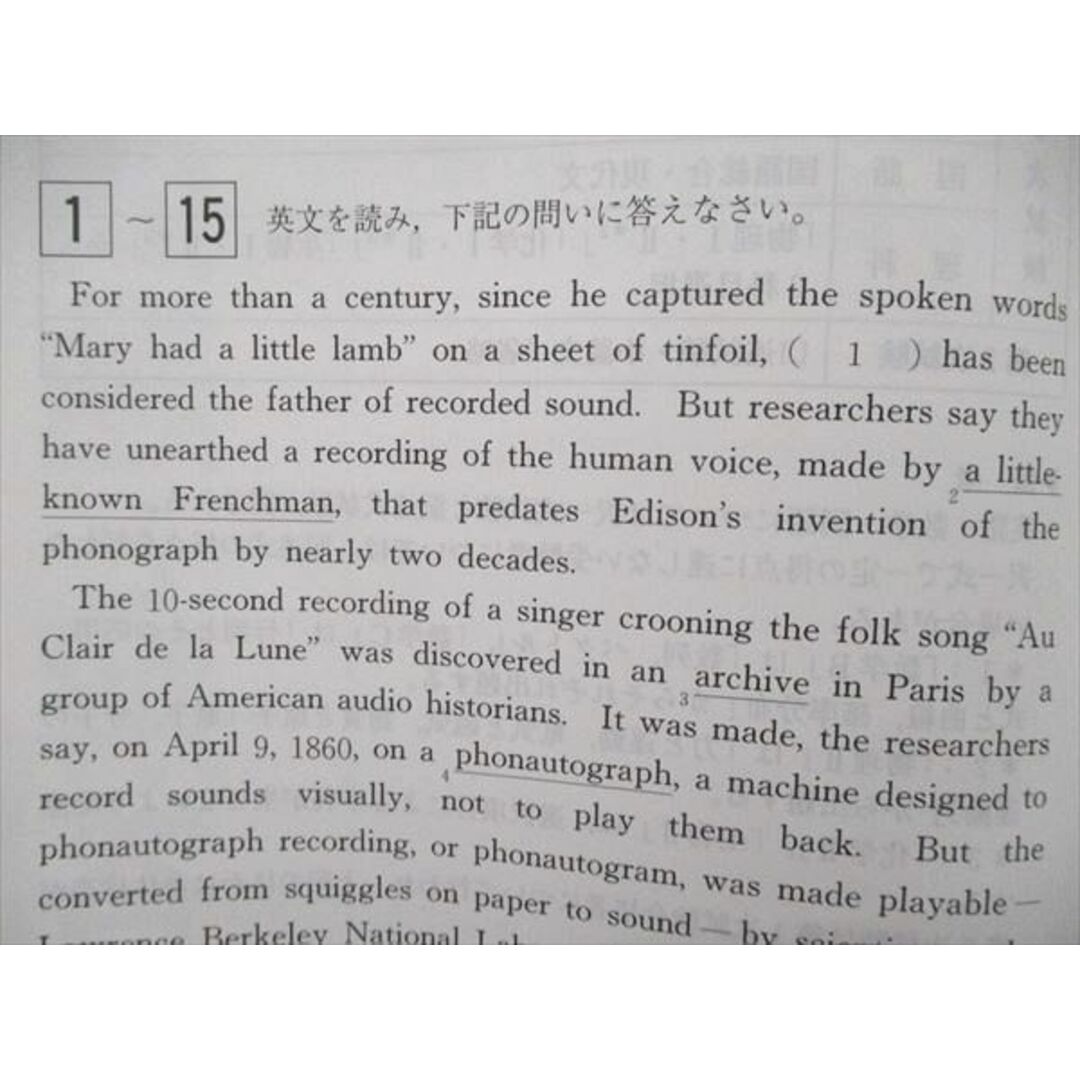 1 ~ 15 英文を読み，下記の問いに答えなさい。
For more than a century, since he captured the spoken words
“Mary had a little lamb” on a sheet of tinfoil, ( 1 ) has been
considered the father of recorded sound. But researchers say they
have unearthed a recording of the human voice, made by 2 a little-
known Frenchman, that predates Edison's invention of the
phonograph by nearly two decades.
The 10-second recording of a singer crooning the folk song “Au
Clair de la Lune” was discovered in an 3 archive in Paris by a
group of American audio historians. It was made, the researchers
say, on April 9, 1860, on a 4 phonautograph, a machine designed to
record sounds visually, not to play them back. But the
phonautograph recording, or phonautogram, was made playable—
converted from squiggles on paper to sound—by
Berkeley National